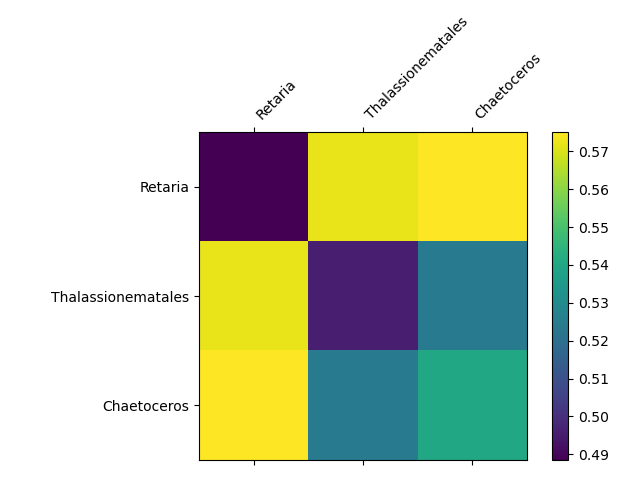 Retaria
Thalassionematales
Chaetoceros
Retaria
Thalassionematales
Chaetoceros
0.57
0.56
0.55
0.54
0.53
0.52
0.51
0.50
0.49